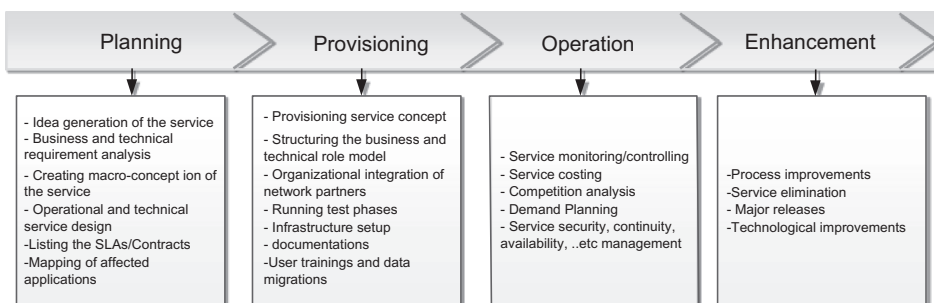 Planning
Provisioning
Operation
Enhancement
- Idea generation of the service
- Business and technical
requirement analysis
- Creating macro-concept ion of
the service
- Operational and technical
service design
-Listing the SLAs/Contracts
-Mapping of affected
applications
- Provisioning service concept
- Structuring the business and
technical role model
- Organizational integration of
network partners
- Running test phases
- Infrastructure setup
- documentations
-User trainings and data
migrations
- Service monitoring/controlling
- Service costing
- Competition analysis
- Demand Planning
- Service security, continuity,
availability, ..etc management
-Process improvements
-Service elimination
- Major releases
-Technological improvements